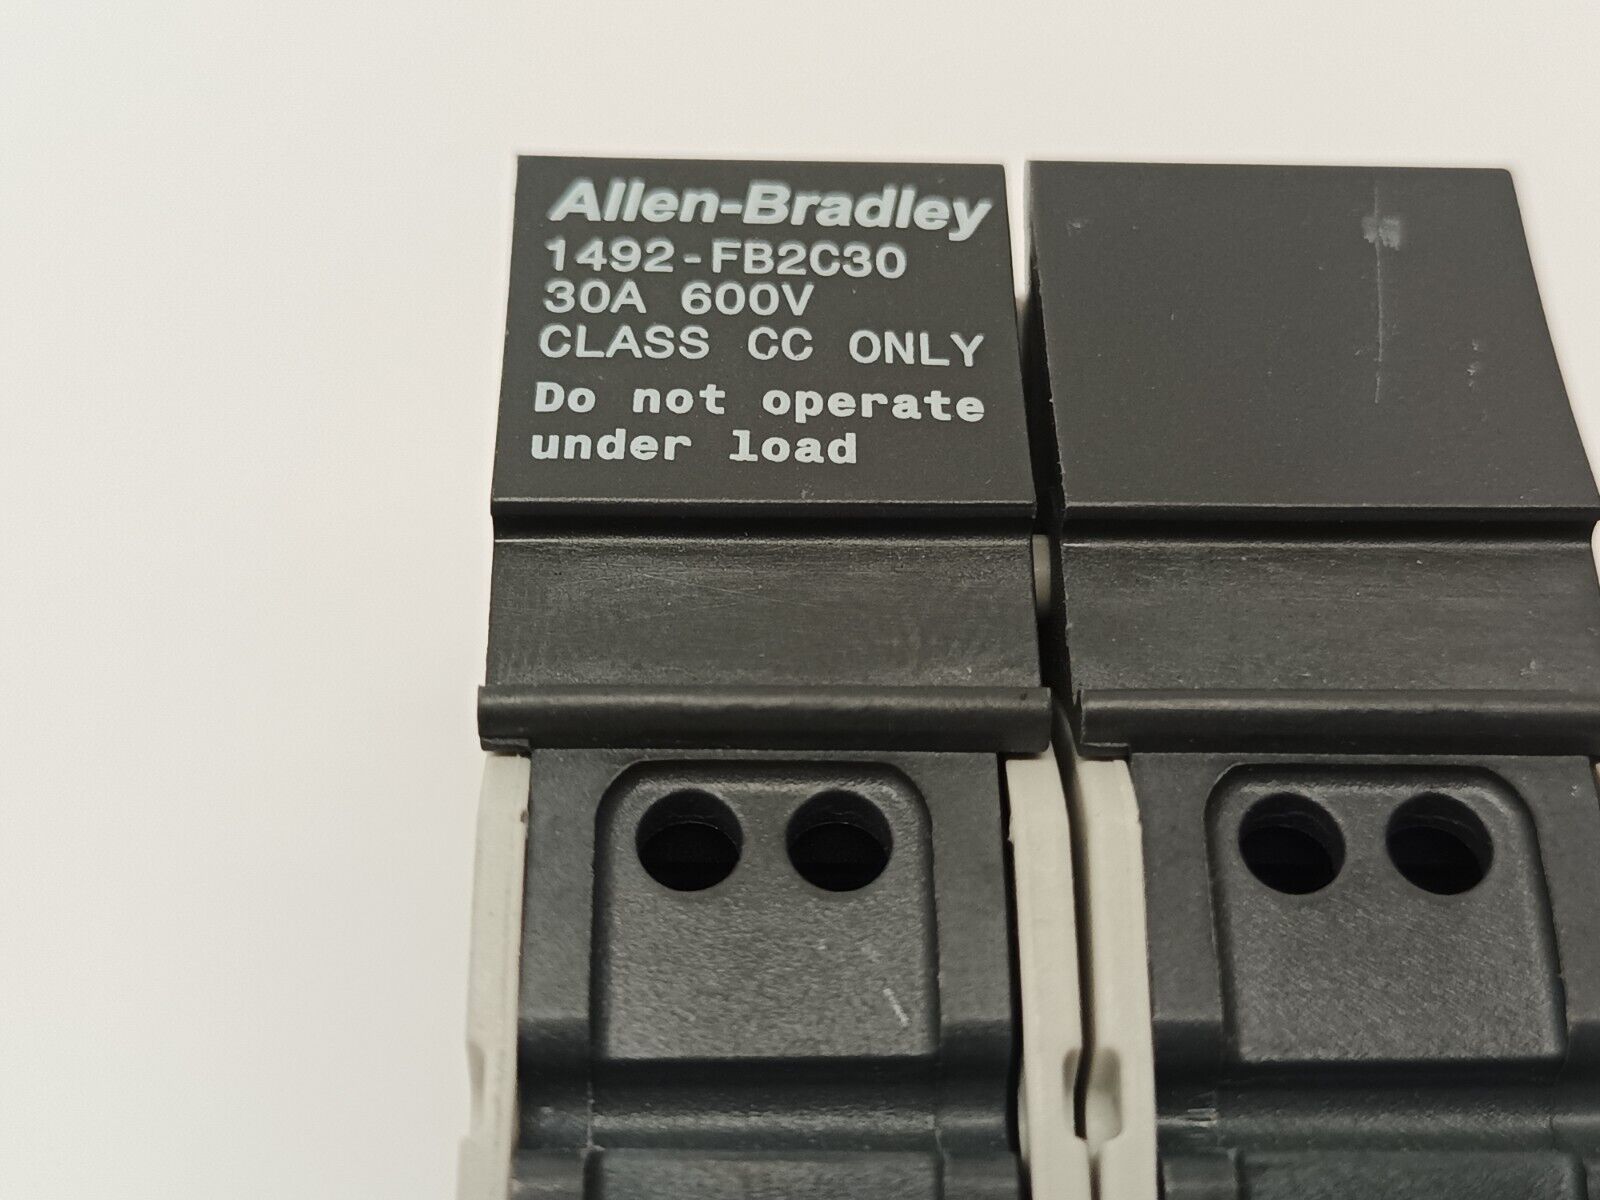 Allen-Bradley
1492-FB2C30
30A 600V
CLASS CC ONLY
Do not operate
under load